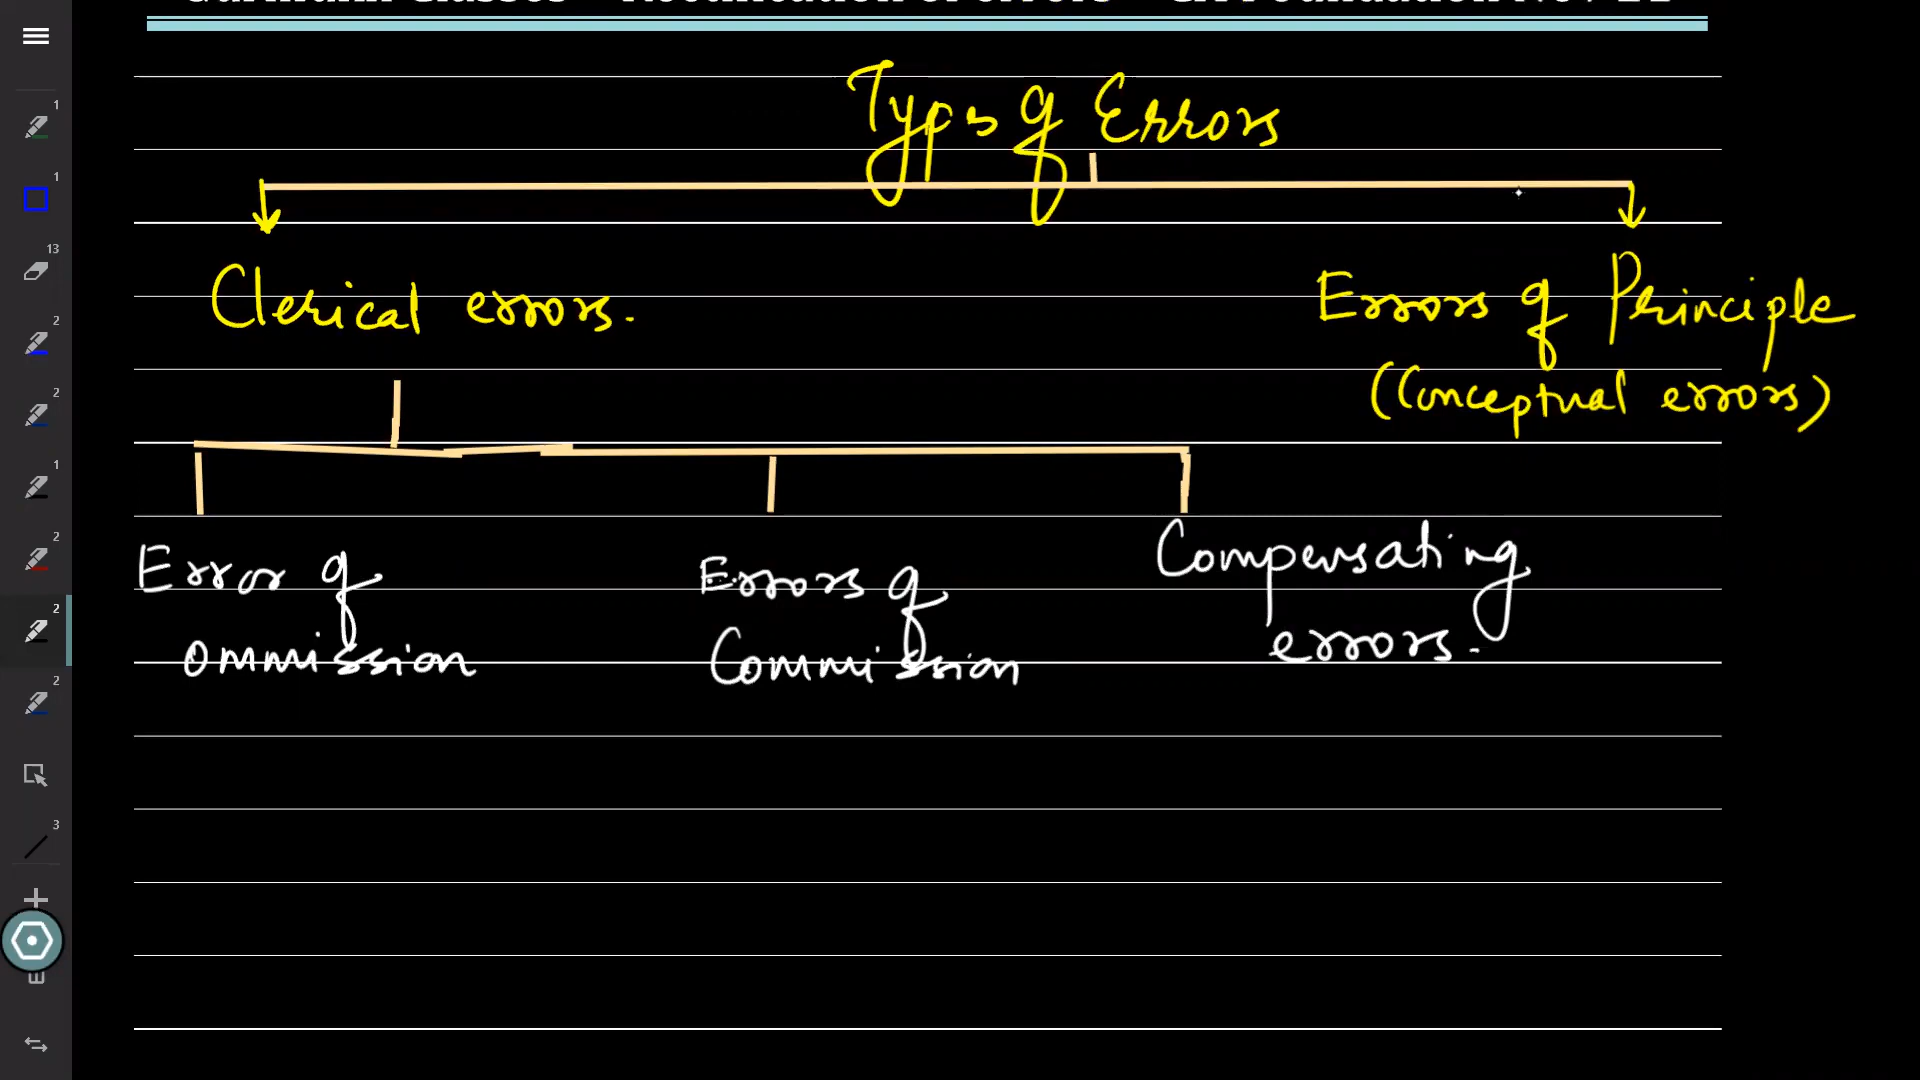 Types of Errors
Clerical errors.
Errors of Principle
(Conceptual errors)
Error of
ommission
Errors of
Commission
Compensating
errors.